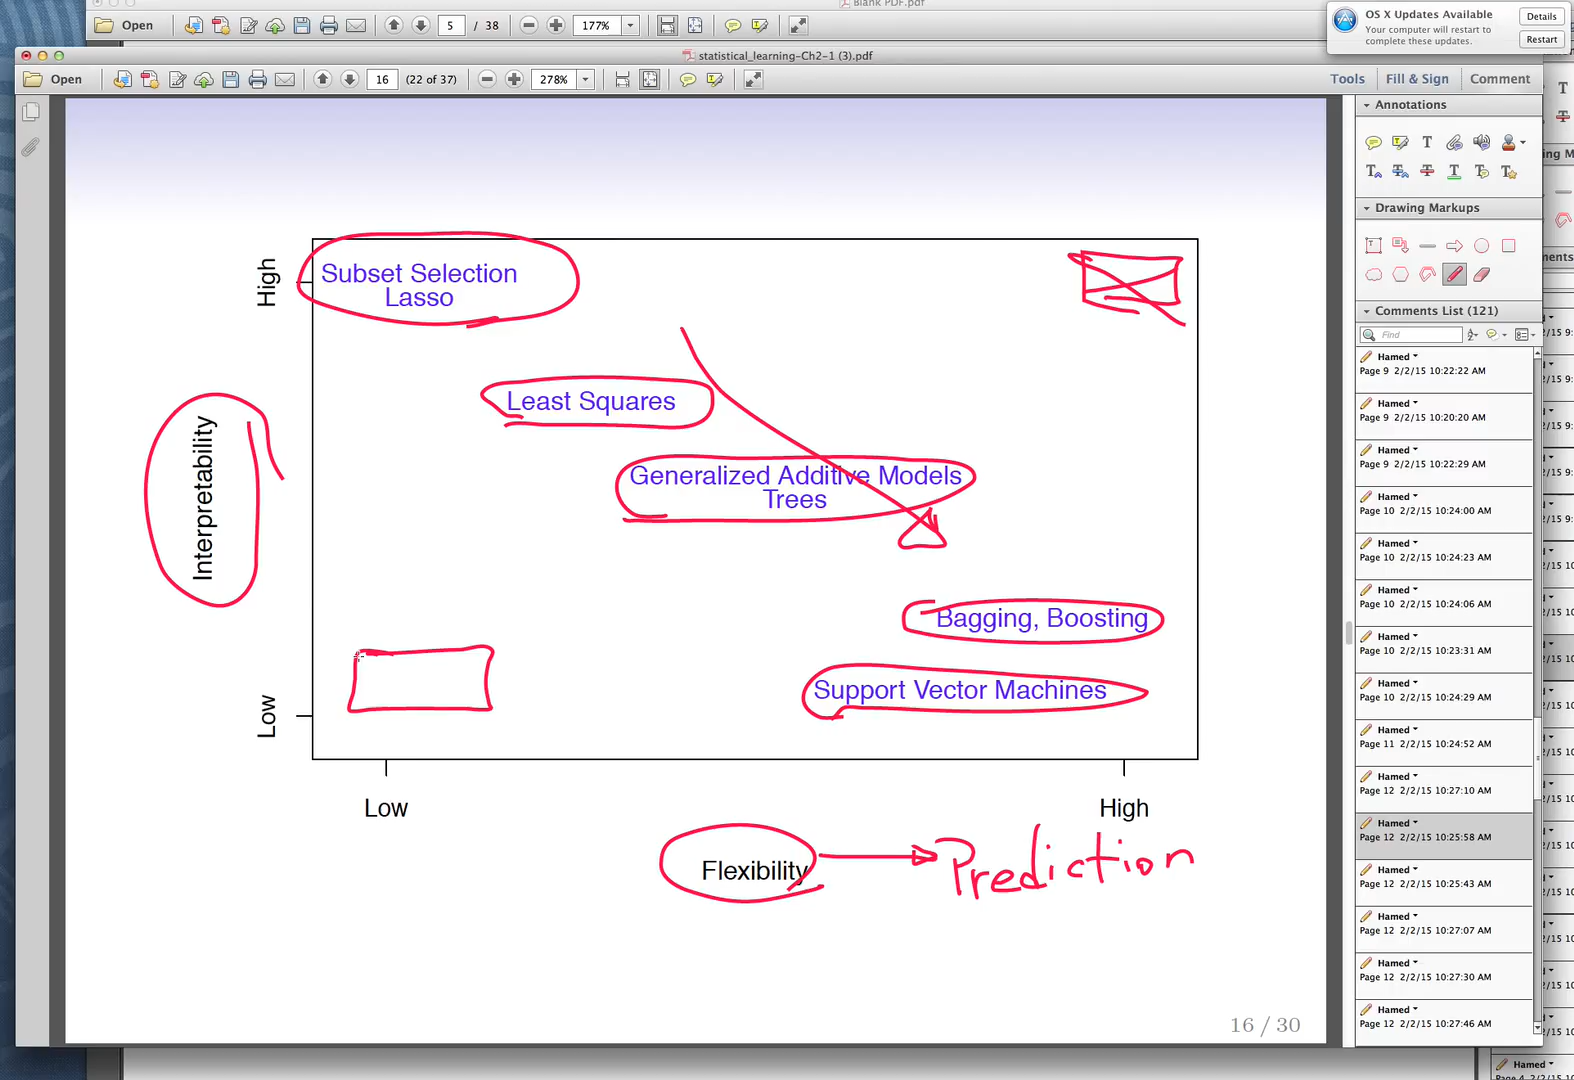 Blank PDF.pdf
Open 5 / 38 177%
OS X Updates Available
Your computer will restart to
complete these updates.
Details
Restart
statistical_learning-Ch2-1 (3).pdf
Open 16 (22 of 37) 278% Tools Fill & Sign Comment
Annotations
Drawing Markups
Comments List (121)
Find
Hamed
Page 9 2/2/15 10:22:22 AM
Hamed
Page 9 2/2/15 10:20:20 AM
Hamed
Page 9 2/2/15 10:22:29 AM
Hamed
Page 10 2/2/15 10:24:00 AM
Hamed
Page 10 2/2/15 10:24:23 AM
Hamed
Page 10 2/2/15 10:24:06 AM
Hamed
Page 10 2/2/15 10:23:31 AM
Hamed
Page 10 2/2/15 10:24:29 AM
Hamed
Page 11 2/2/15 10:24:52 AM
Hamed
Page 12 2/2/15 10:27:10 AM
Hamed
Page 12 2/2/15 10:25:58 AM
Hamed
Page 12 2/2/15 10:25:43 AM
Hamed
Page 12 2/2/15 10:27:07 AM
Hamed
Page 12 2/2/15 10:27:30 AM
Hamed
Page 12 2/2/15 10:27:46 AM
Hamed
High
Interpretability
Low
Subset Selection
Lasso
Least Squares
Generalized Additive Models
Trees
Bagging, Boosting
Support Vector Machines
Low High
Flexibility Prediction
16 / 30